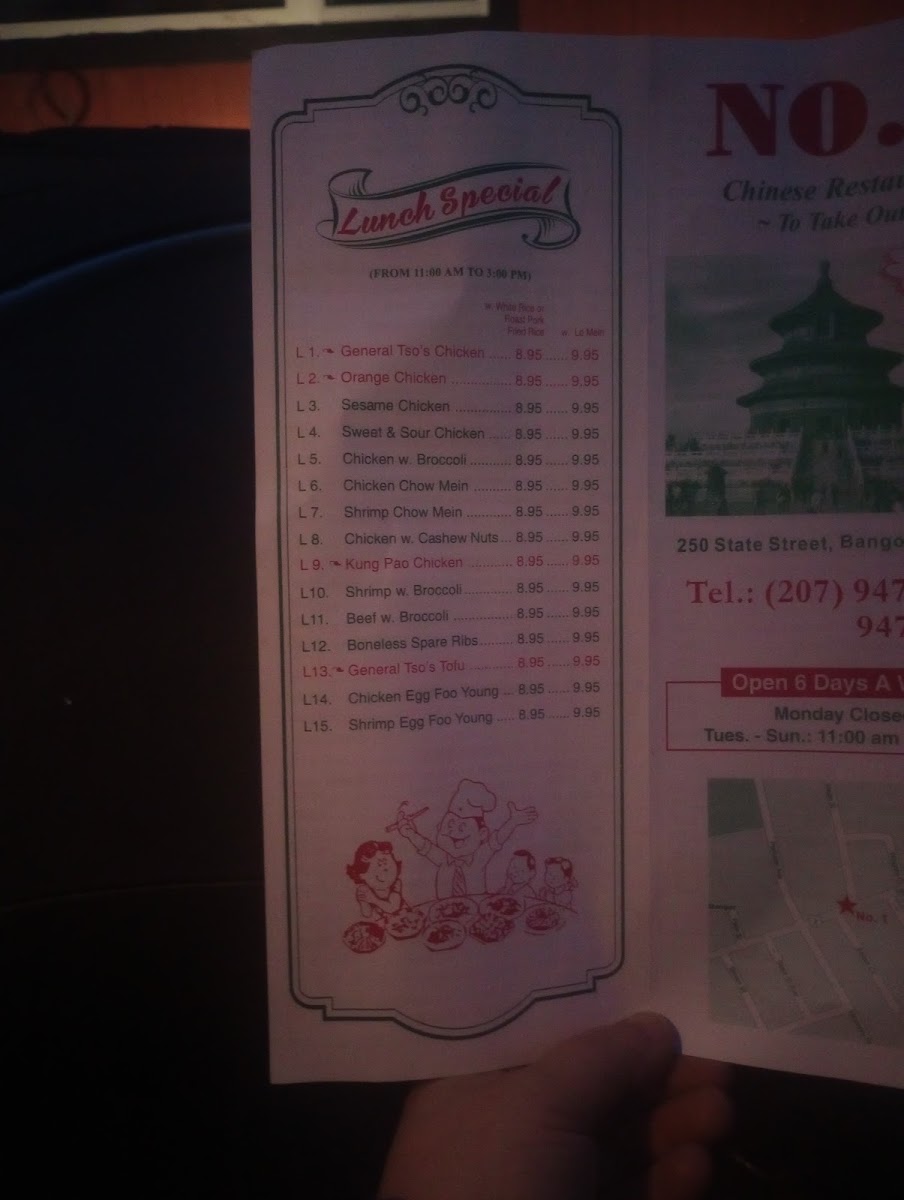 Lunch Special
(FROM 11:00 AM TO 3:00 PM)
w. White Rice or
Roast Pork
Fried Rice
w. Lo Mein
L 1. General Tso's Chicken ...... 8.95 ...... 9.95
L 2. Orange Chicken ............... 8.95 ...... 9.95
L 3. Sesame Chicken .............. 8.95 ...... 9.95
L 4. Sweet & Sour Chicken ..... 8.95 ...... 9.95
L 5. Chicken w. Broccoli .......... 8.95 ...... 9.95
L 6. Chicken Chow Mein ......... 8.95 ...... 9.95
L 7. Shrimp Chow Mein ........... 8.95 ...... 9.95
L 8. Chicken w. Cashew Nuts ... 8.95 ...... 9.95
L 9. Kung Pao Chicken ........... 8.95 ...... 9.95
L10. Shrimp w. Broccoli ............ 8.95 ...... 9.95
L11. Beef w. Broccoli ............... 8.95 ...... 9.95
L12. Boneless Spare Ribs ........ 8.95 ...... 9.95
L13. General Tso's Tofu ........... 8.95 ...... 9.95
L14. Chicken Egg Foo Young ... 8.95 ...... 9.95
L15. Shrimp Egg Foo Young ..... 8.95 ...... 9.95
NO.
Chinese Restau
~ To Take Out
250 State Street, Bango
Tel.: (207) 947
947
Open 6 Days A W
Monday Close
Tues. - Sun.: 11:00 am
No. 1